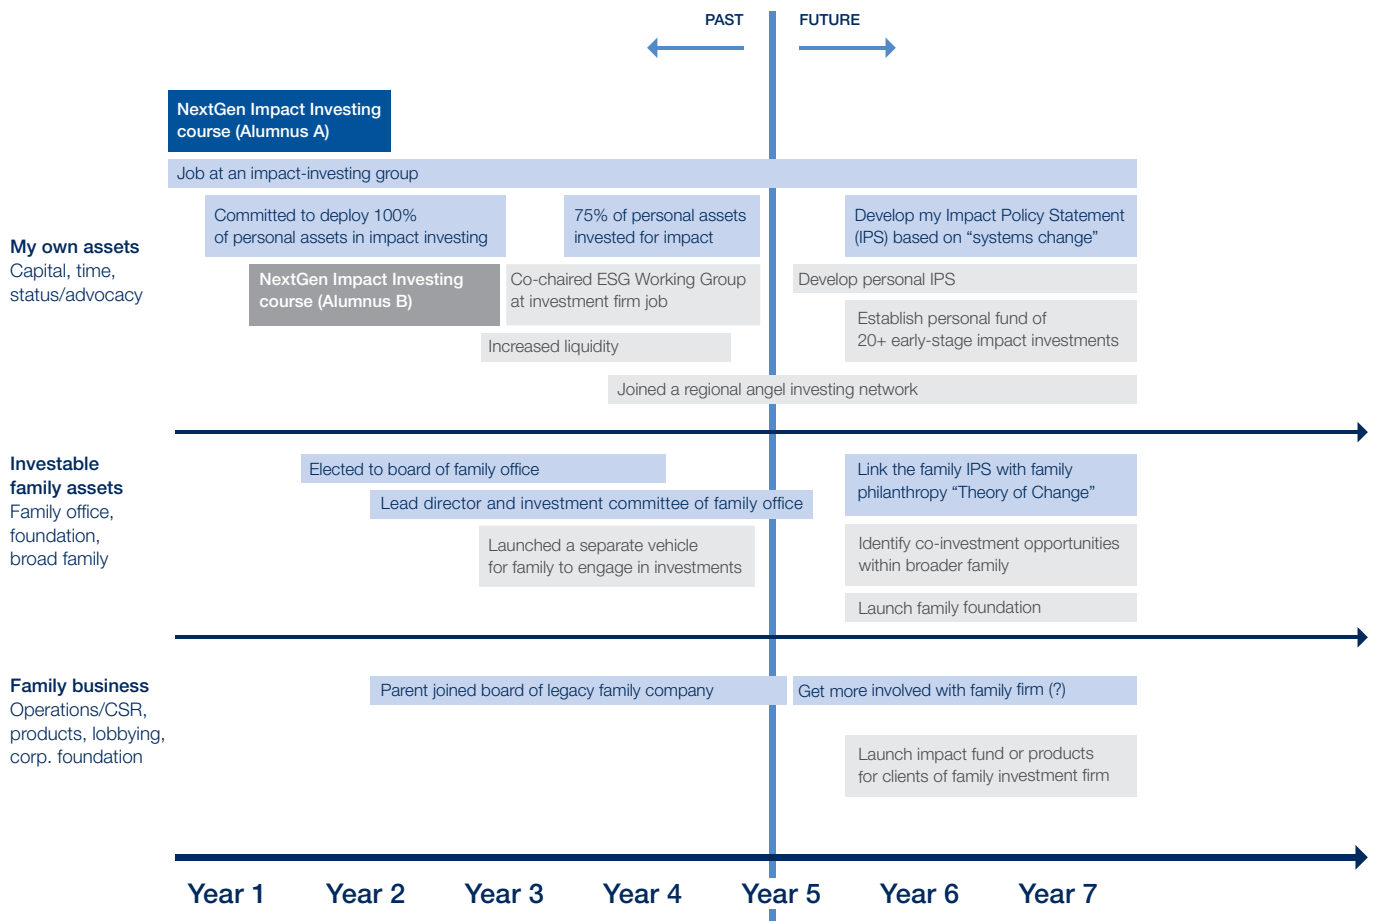 PAST
FUTURE
NextGen Impact Investing
course (Alumnus A)
Job at an impact-investing group
Committed to deploy 100%
of personal assets in impact investing
75% of personal assets
invested for impact
Develop my Impact Policy Statement
(IPS) based on “systems change”
My own assets
Capital, time,
status/advocacy
NextGen Impact Investing
course (Alumnus B)
Co-chaired ESG Working Group
at investment firm job
Develop personal IPS
Establish personal fund of
20+ early-stage impact investments
Increased liquidity
Joined a regional angel investing network
Investable
family assets
Family office,
foundation,
broad family
Elected to board of family office
Lead director and investment committee of family office
Launched a separate vehicle
for family to engage in investments
Link the family IPS with family
philanthropy “Theory of Change”
Identify co-investment opportunities
within broader family
Launch family foundation
Family business
Operations/CSR,
products, lobbying,
corp. foundation
Parent joined board of legacy family company
Get more involved with family firm (?)
Launch impact fund or products
for clients of family investment firm
Year 1 Year 2 Year 3 Year 4 Year 5 Year 6 Year 7